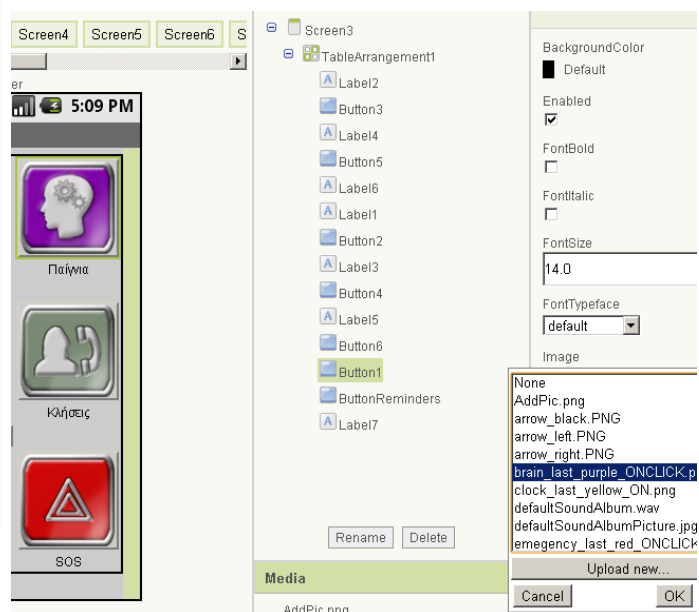 Screen4
Screen5
Screen6
S
er
5:09 PM
Παίγνια
Κλήσεις
SOS
Screen3
TableArrangement1
Label2
Button3
Label4
Button5
Label6
Label1
Button2
Label3
Button4
Label5
Button6
Button1
ButtonReminders
Label7
Rename
Delete
Media
AddPic.png
BackgroundColor
Default
Enabled
FontBold
FontItalic
FontSize
14.0
FontTypeface
default
Image
None
AddPic.png
arrow_black.PNG
arrow_left.PNG
arrow_right.PNG
brain_last_purple_ONCLICK.p
clock_last_yellow_ON.png
defaultSoundAlbum.wav
defaultSoundAlbumPicture.jpg
emegency_last_red_ONCLICK
Upload new...
Cancel
OK